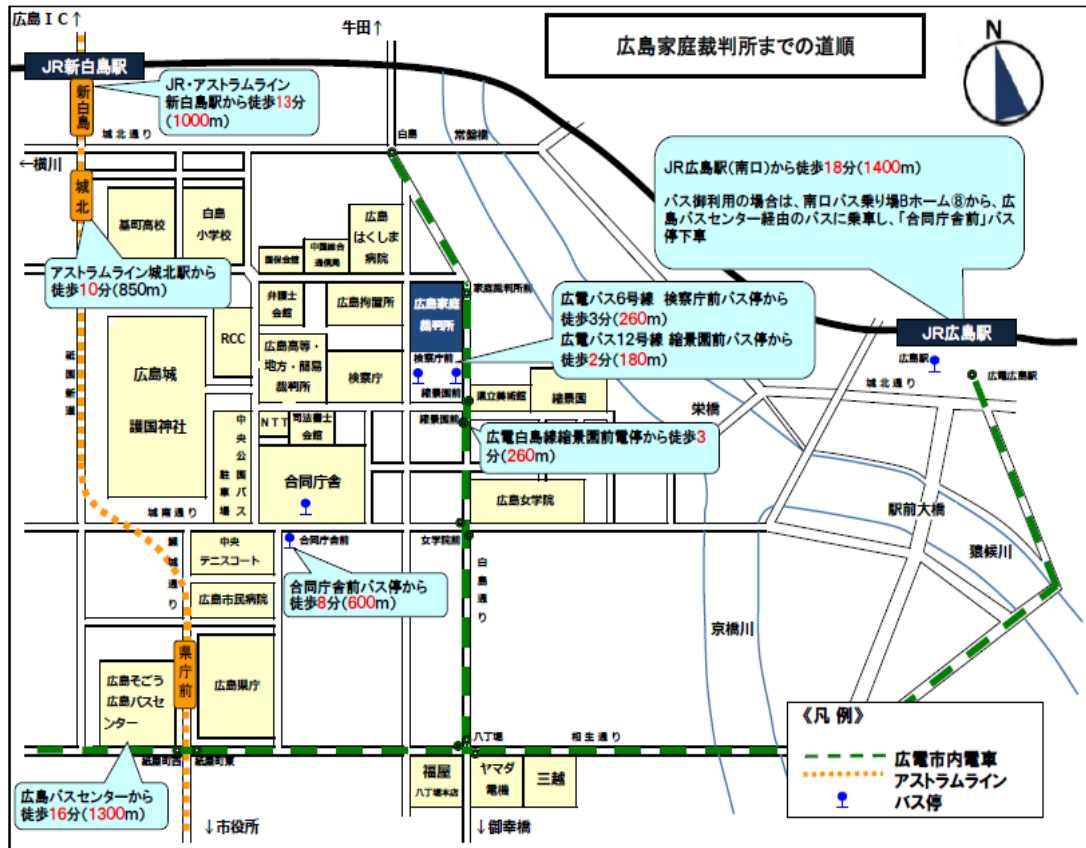 広島ＩＣ↑
牛田↑
広島家庭裁判所までの道順
N
JR新白島駅
新白島
JR・アストラムライン
新白島駅から徒歩13分
(1000m)
城北通り
白島
常盤橋
←横川
城北
JR広島駅(南口)から徒歩18分(1400m)
バス御利用の場合は、南口バス乗り場Bホーム⑧から、広
島バスセンター経由のバスに乗車し、「合同庁舎前」バス
停下車
基町高校
白島
小学校
広島
はくしま
病院
国保会館
中国総合
通信局
アストラムライン城北駅から
徒歩10分(850m)
家庭裁判所前
弁護士
会館
広島拘置所
広島家庭
裁判所
広電バス6号線 検察庁前バス停から
徒歩3分(260m)
広電バス12号線 縮景園前バス停から
徒歩2分(180m)
RCC
JR広島駅
広島駅
広電広島駅
城北通り
祇園新道
広島城
護国神社
広島高等・
地方・簡易
裁判所
検察庁
検察庁前
縮景園前
県立美術館
縮景園
栄橋
中央公園バス
駐車場
NTT
司法書士
会館
縮景園前
広電白島線縮景園前電停から徒歩3
分(260m)
合同庁舎
広島女学院
駅前大橋
猿候川
城南通り
鯉城通り
中央
テニスコート
合同庁舎前
女学院前
白島通り
合同庁舎前バス停から
徒歩8分(600m)
広島市民病院
京橋川
県庁前
広島そごう
広島バスセ
ンター
広島県庁
八丁堀
相生通り
《凡 例》
広電市内電車
アストラムライン
バス停
紙屋町西
紙屋町東
福屋
八丁堀本店
ヤマダ
電機
三越
広島バスセンターから
徒歩16分(1300m)
↓市役所
↓御幸橋